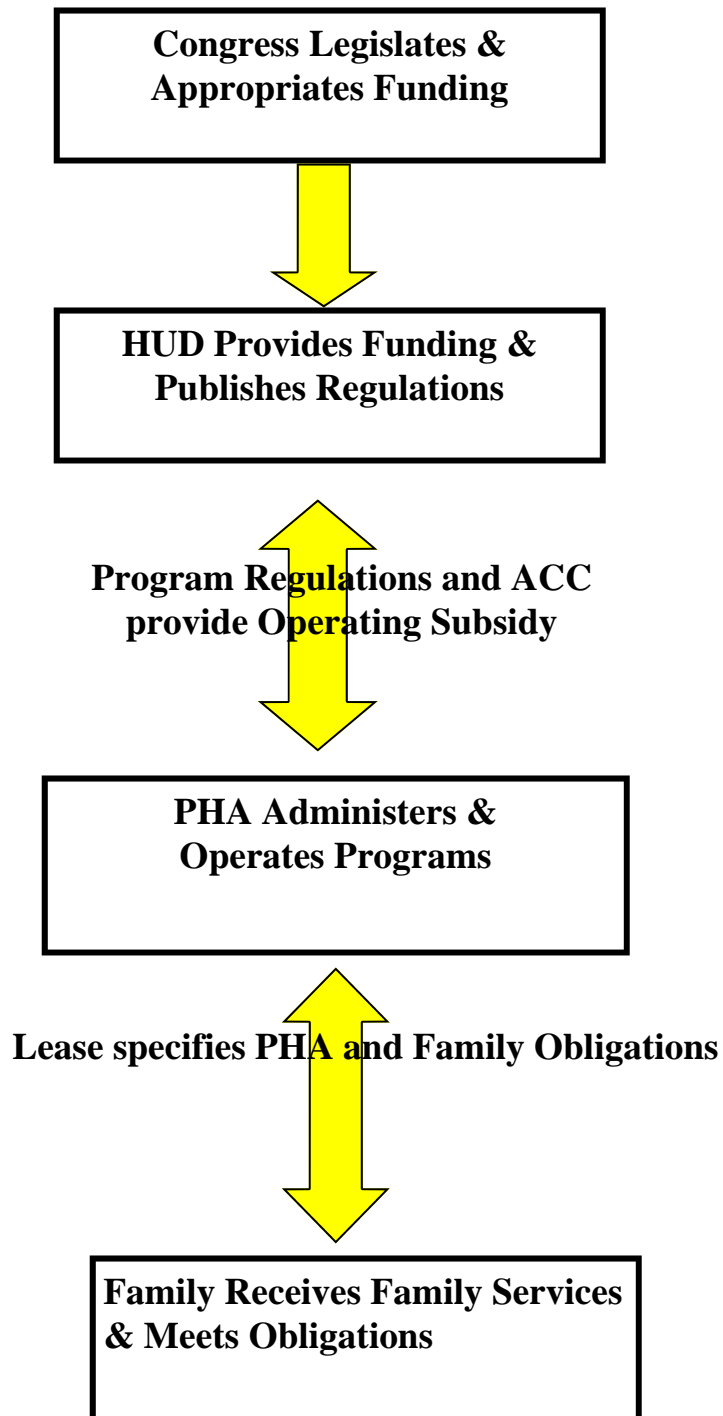 Congress Legislates &
Appropriates Funding
HUD Provides Funding &
Publishes Regulations
Program Regulations and ACC
provide Operating Subsidy
PHA Administers &
Operates Programs
Lease specifies PHA and Family Obligations
Family Receives Family Services
& Meets Obligations